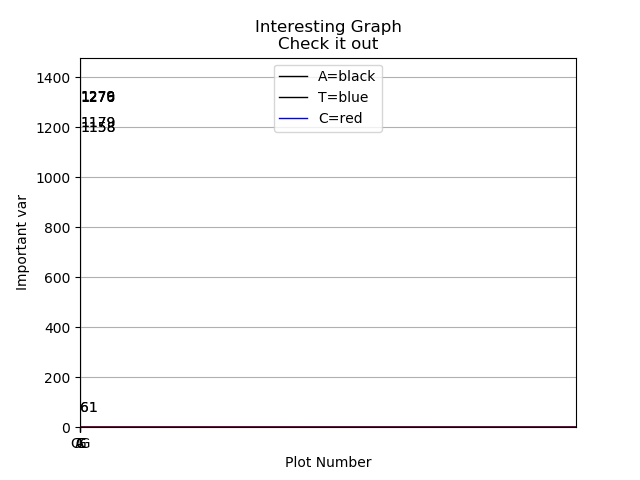 Interesting Graph
Check it out
A=black
T=blue
C=red
1400
1200
1000
800
600
400
200
0
1179
1158
61
Important var
Plot Number